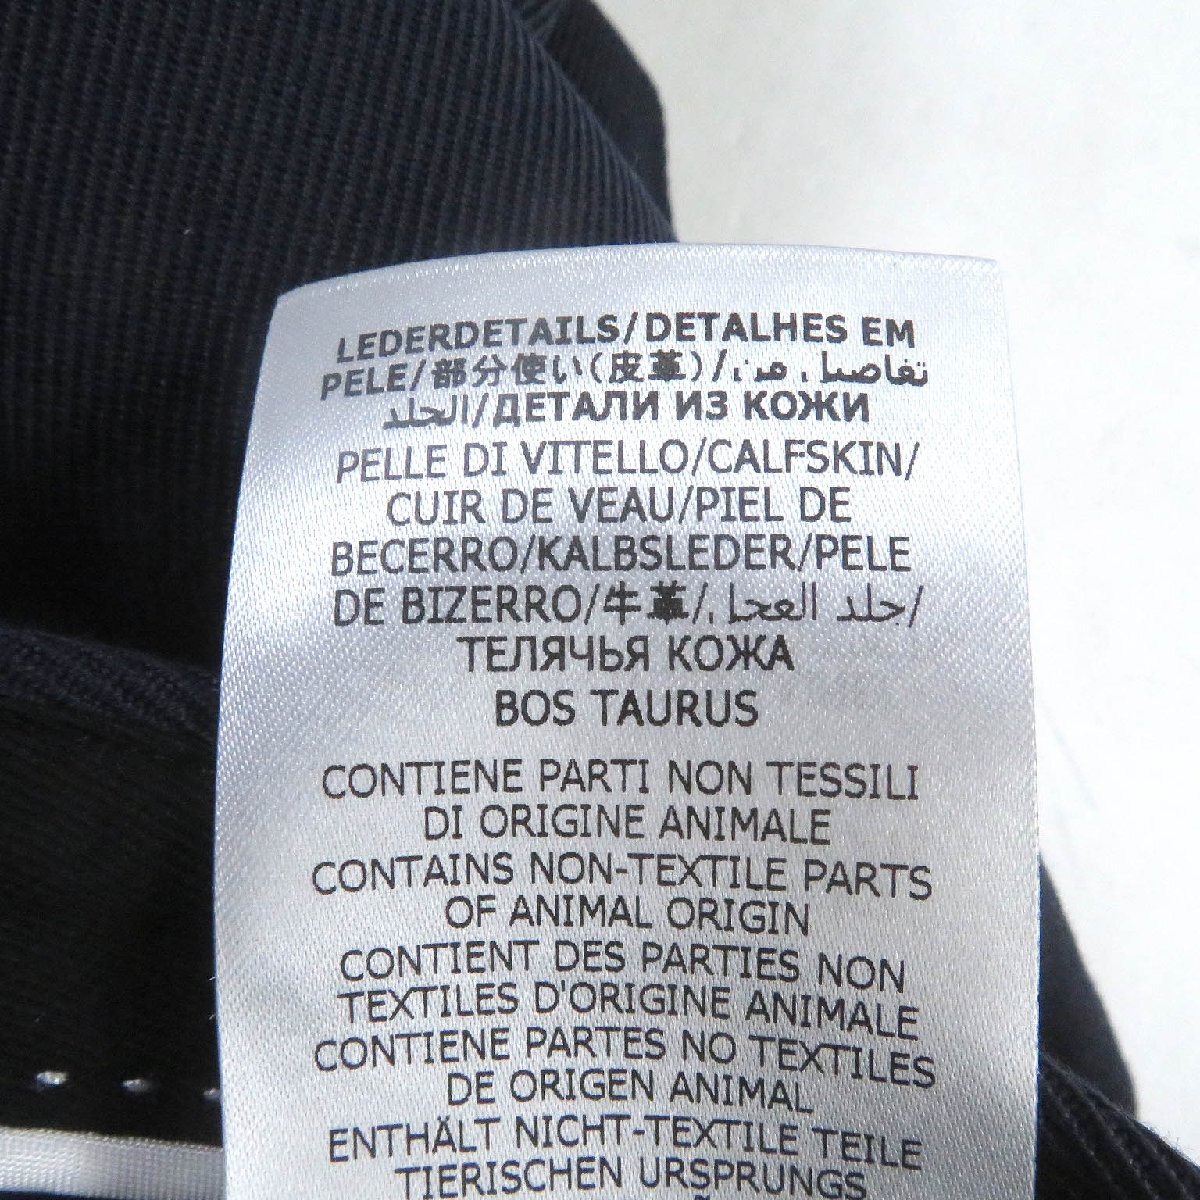 LEDERDETAILS/DETALHES EM
PELE/部分使い(皮革)/تفاصيل من
الجلد/ДЕТАЛИ ИЗ КОЖИ
PELLE DI VITELLO/CALFSKIN/
CUIR DE VEAU/PIEL DE
BECERRO/KALBSLEDER/PELE
DE BIZERRO/牛革/جلد العجل/
ТЕЛЯЧЬЯ КОЖА
BOS TAURUS
CONTIENE PARTI NON TESSILI
DI ORIGINE ANIMALE
CONTAINS NON-TEXTILE PARTS
OF ANIMAL ORIGIN
CONTIENT DES PARTIES NON
TEXTILES D'ORIGINE ANIMALE
CONTIENE PARTES NO TEXTILES
DE ORIGEN ANIMAL
ENTHÄLT NICHT-TEXTILE TEILE
TIERISCHEN URSPRUNGS